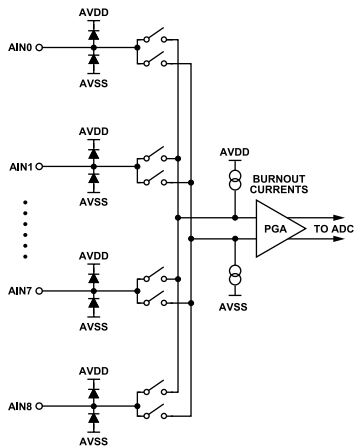 AVDD
AIN0
AVSS
AVDD
AIN1
AVSS
AVDD
BURNOUT
CURRENTS
PGA
TO ADC
AVSS
AVDD
AIN7
AVSS
AVDD
AIN8
AVSS